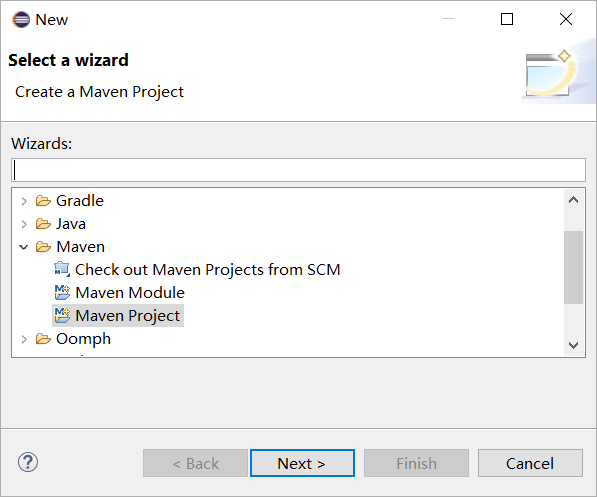 New
Select a wizard
Create a Maven Project
Wizards:
Gradle
Java
Maven
Check out Maven Projects from SCM
Maven Module
Maven Project
Oomph
< Back
Next >
Finish
Cancel